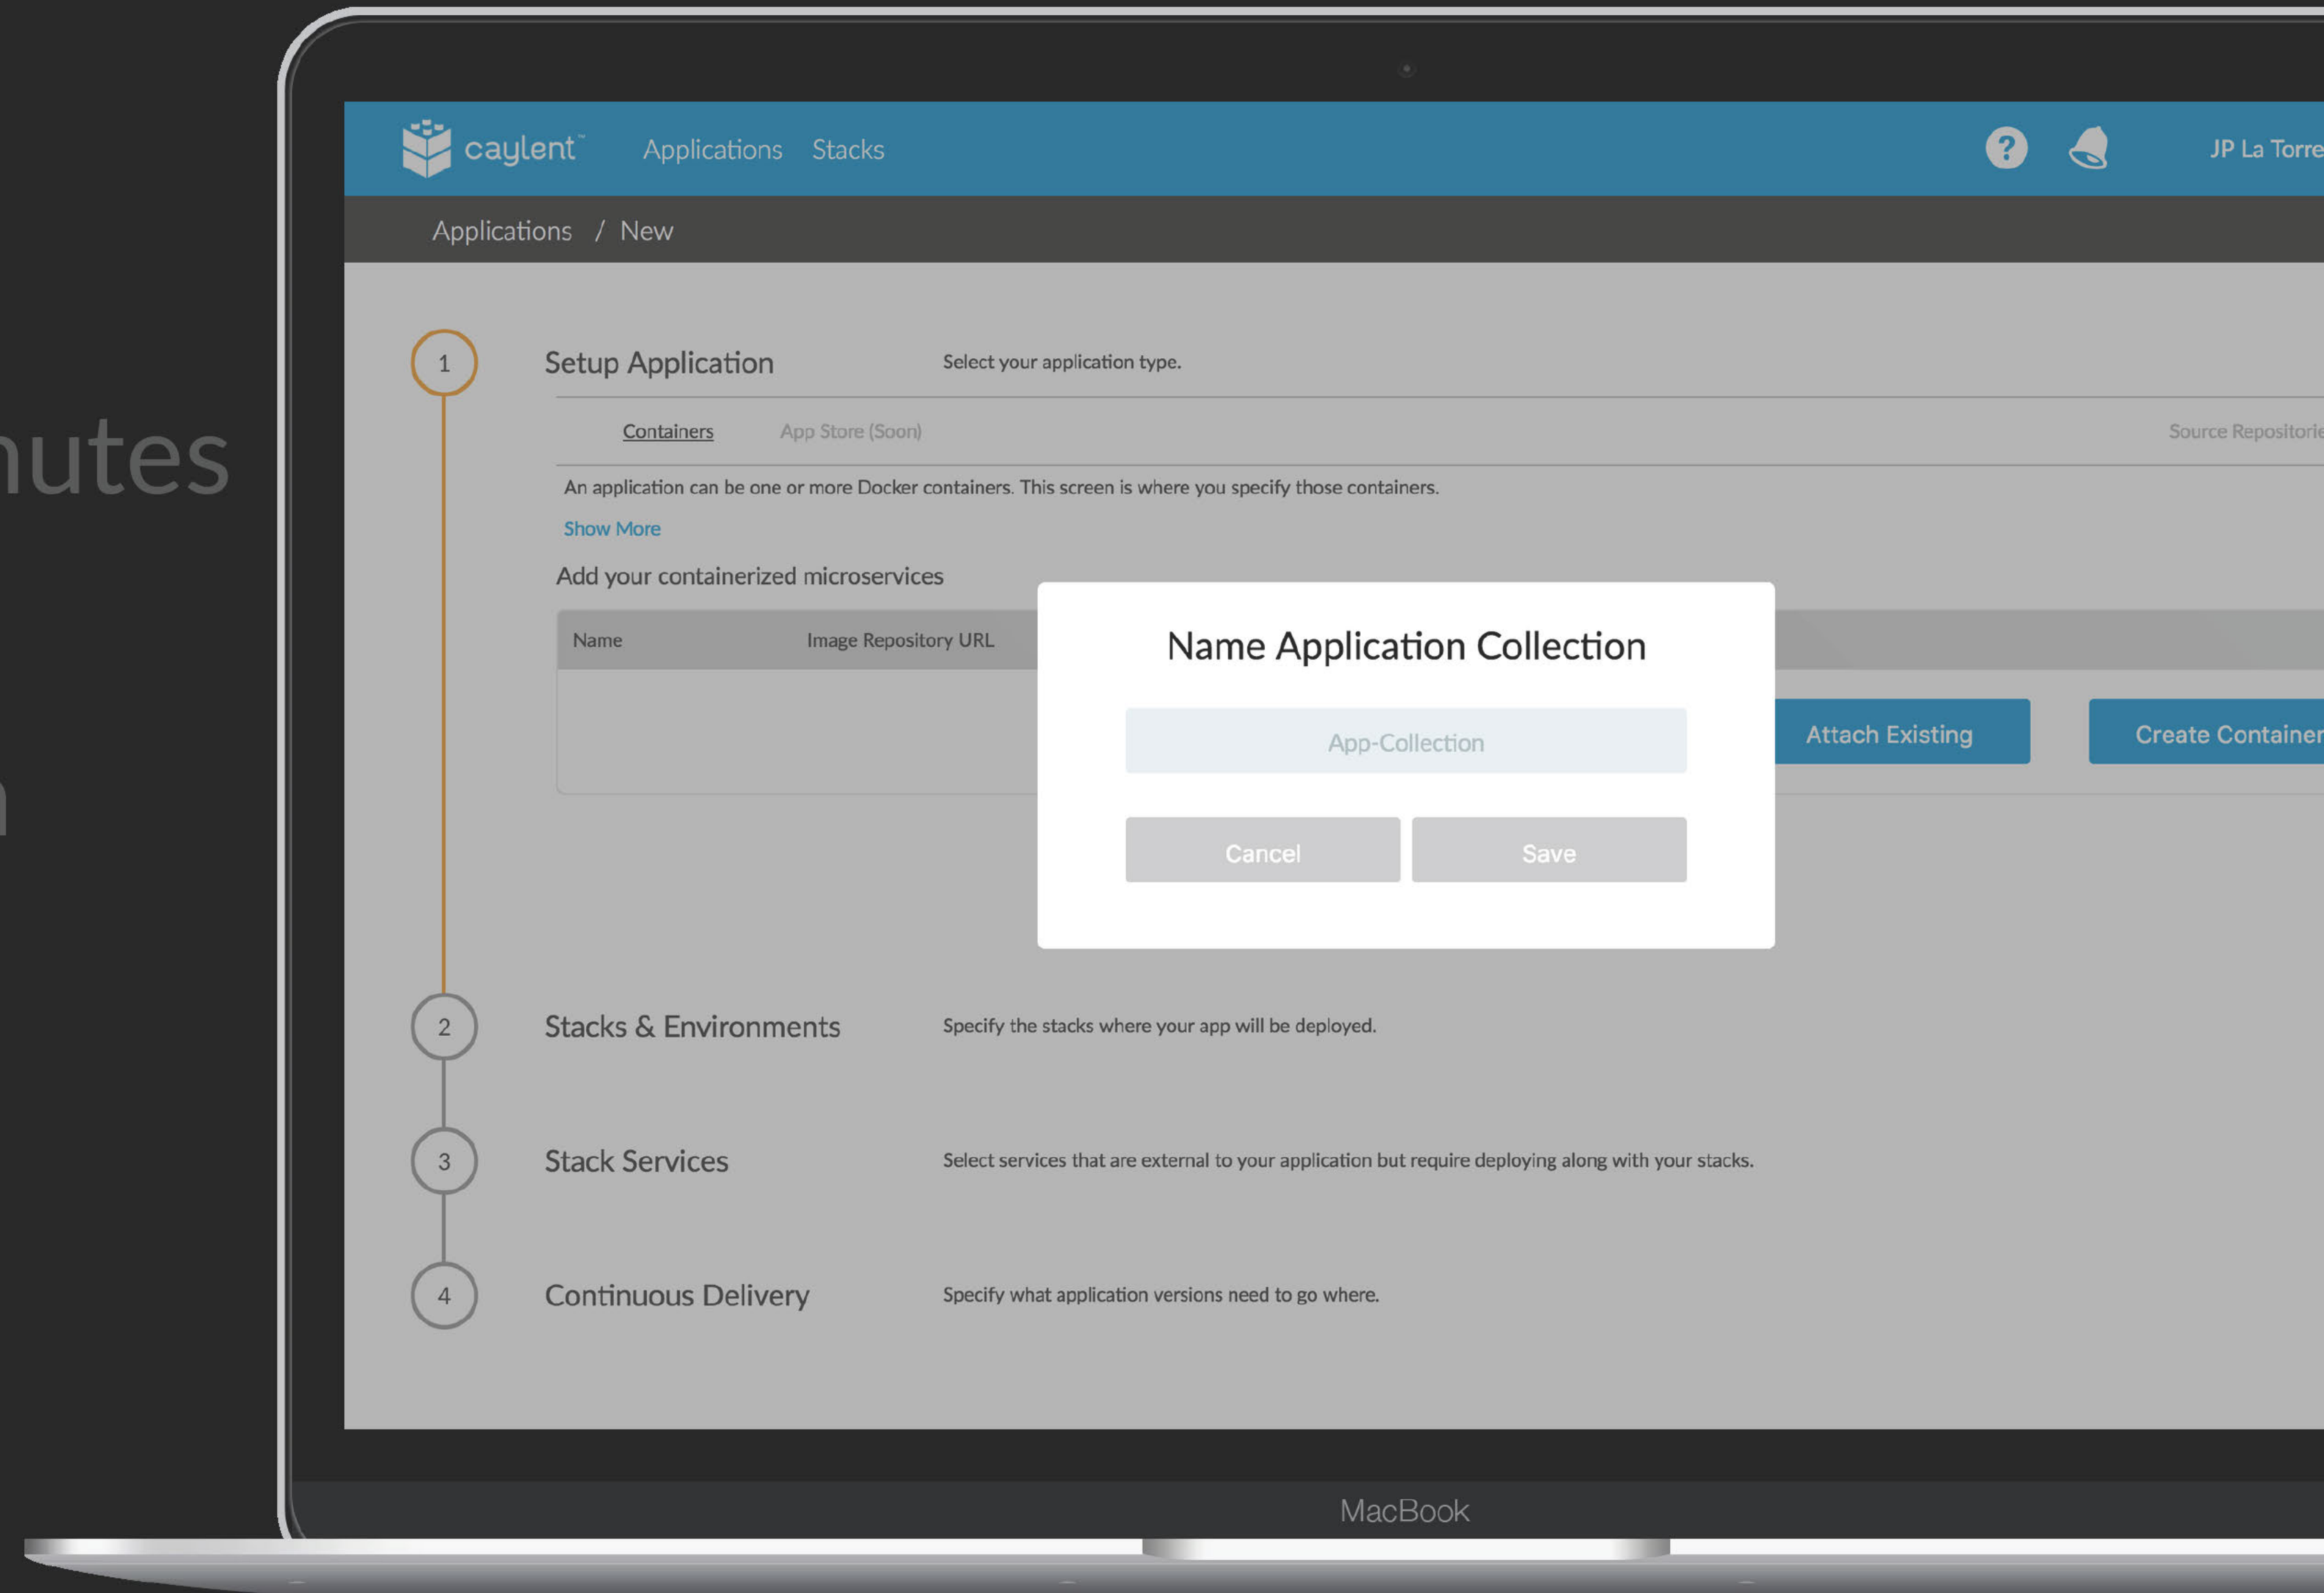 caylent™ Applications Stacks ? JP La Torre
Applications / New
1 Setup Application Select your application type.
Containers App Store (Soon) Source Repositorie
nutes
An application can be one or more Docker containers. This screen is where you specify those containers.
Show More
Add your containerized microservices
Name Image Repository URL
Name Application Collection
App-Collection
Attach Existing Create Container
Cancel Save
2 Stacks & Environments Specify the stacks where your app will be deployed.
3 Stack Services Select services that are external to your application but require deploying along with your stacks.
4 Continuous Delivery Specify what application versions need to go where.
MacBook